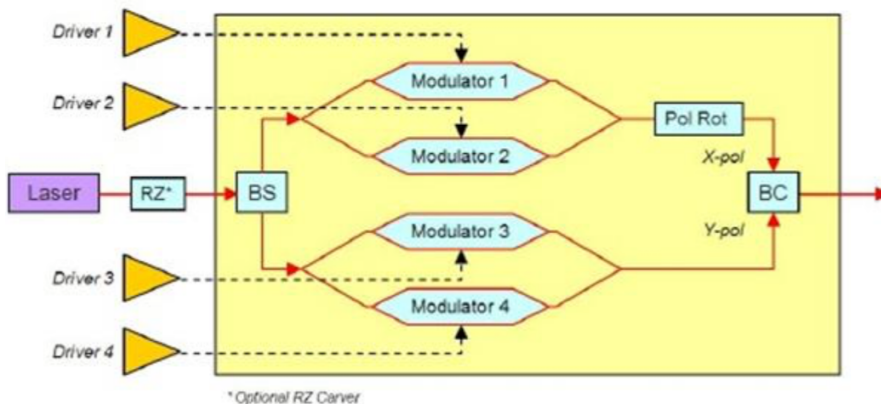 Driver 1
Modulator 1
Driver 2
Modulator 2
Pol Rot
X-pol
Laser
RZ*
BS
BC
Y-pol
Modulator 3
Driver 3
Modulator 4
Driver 4
* Optional RZ Carver